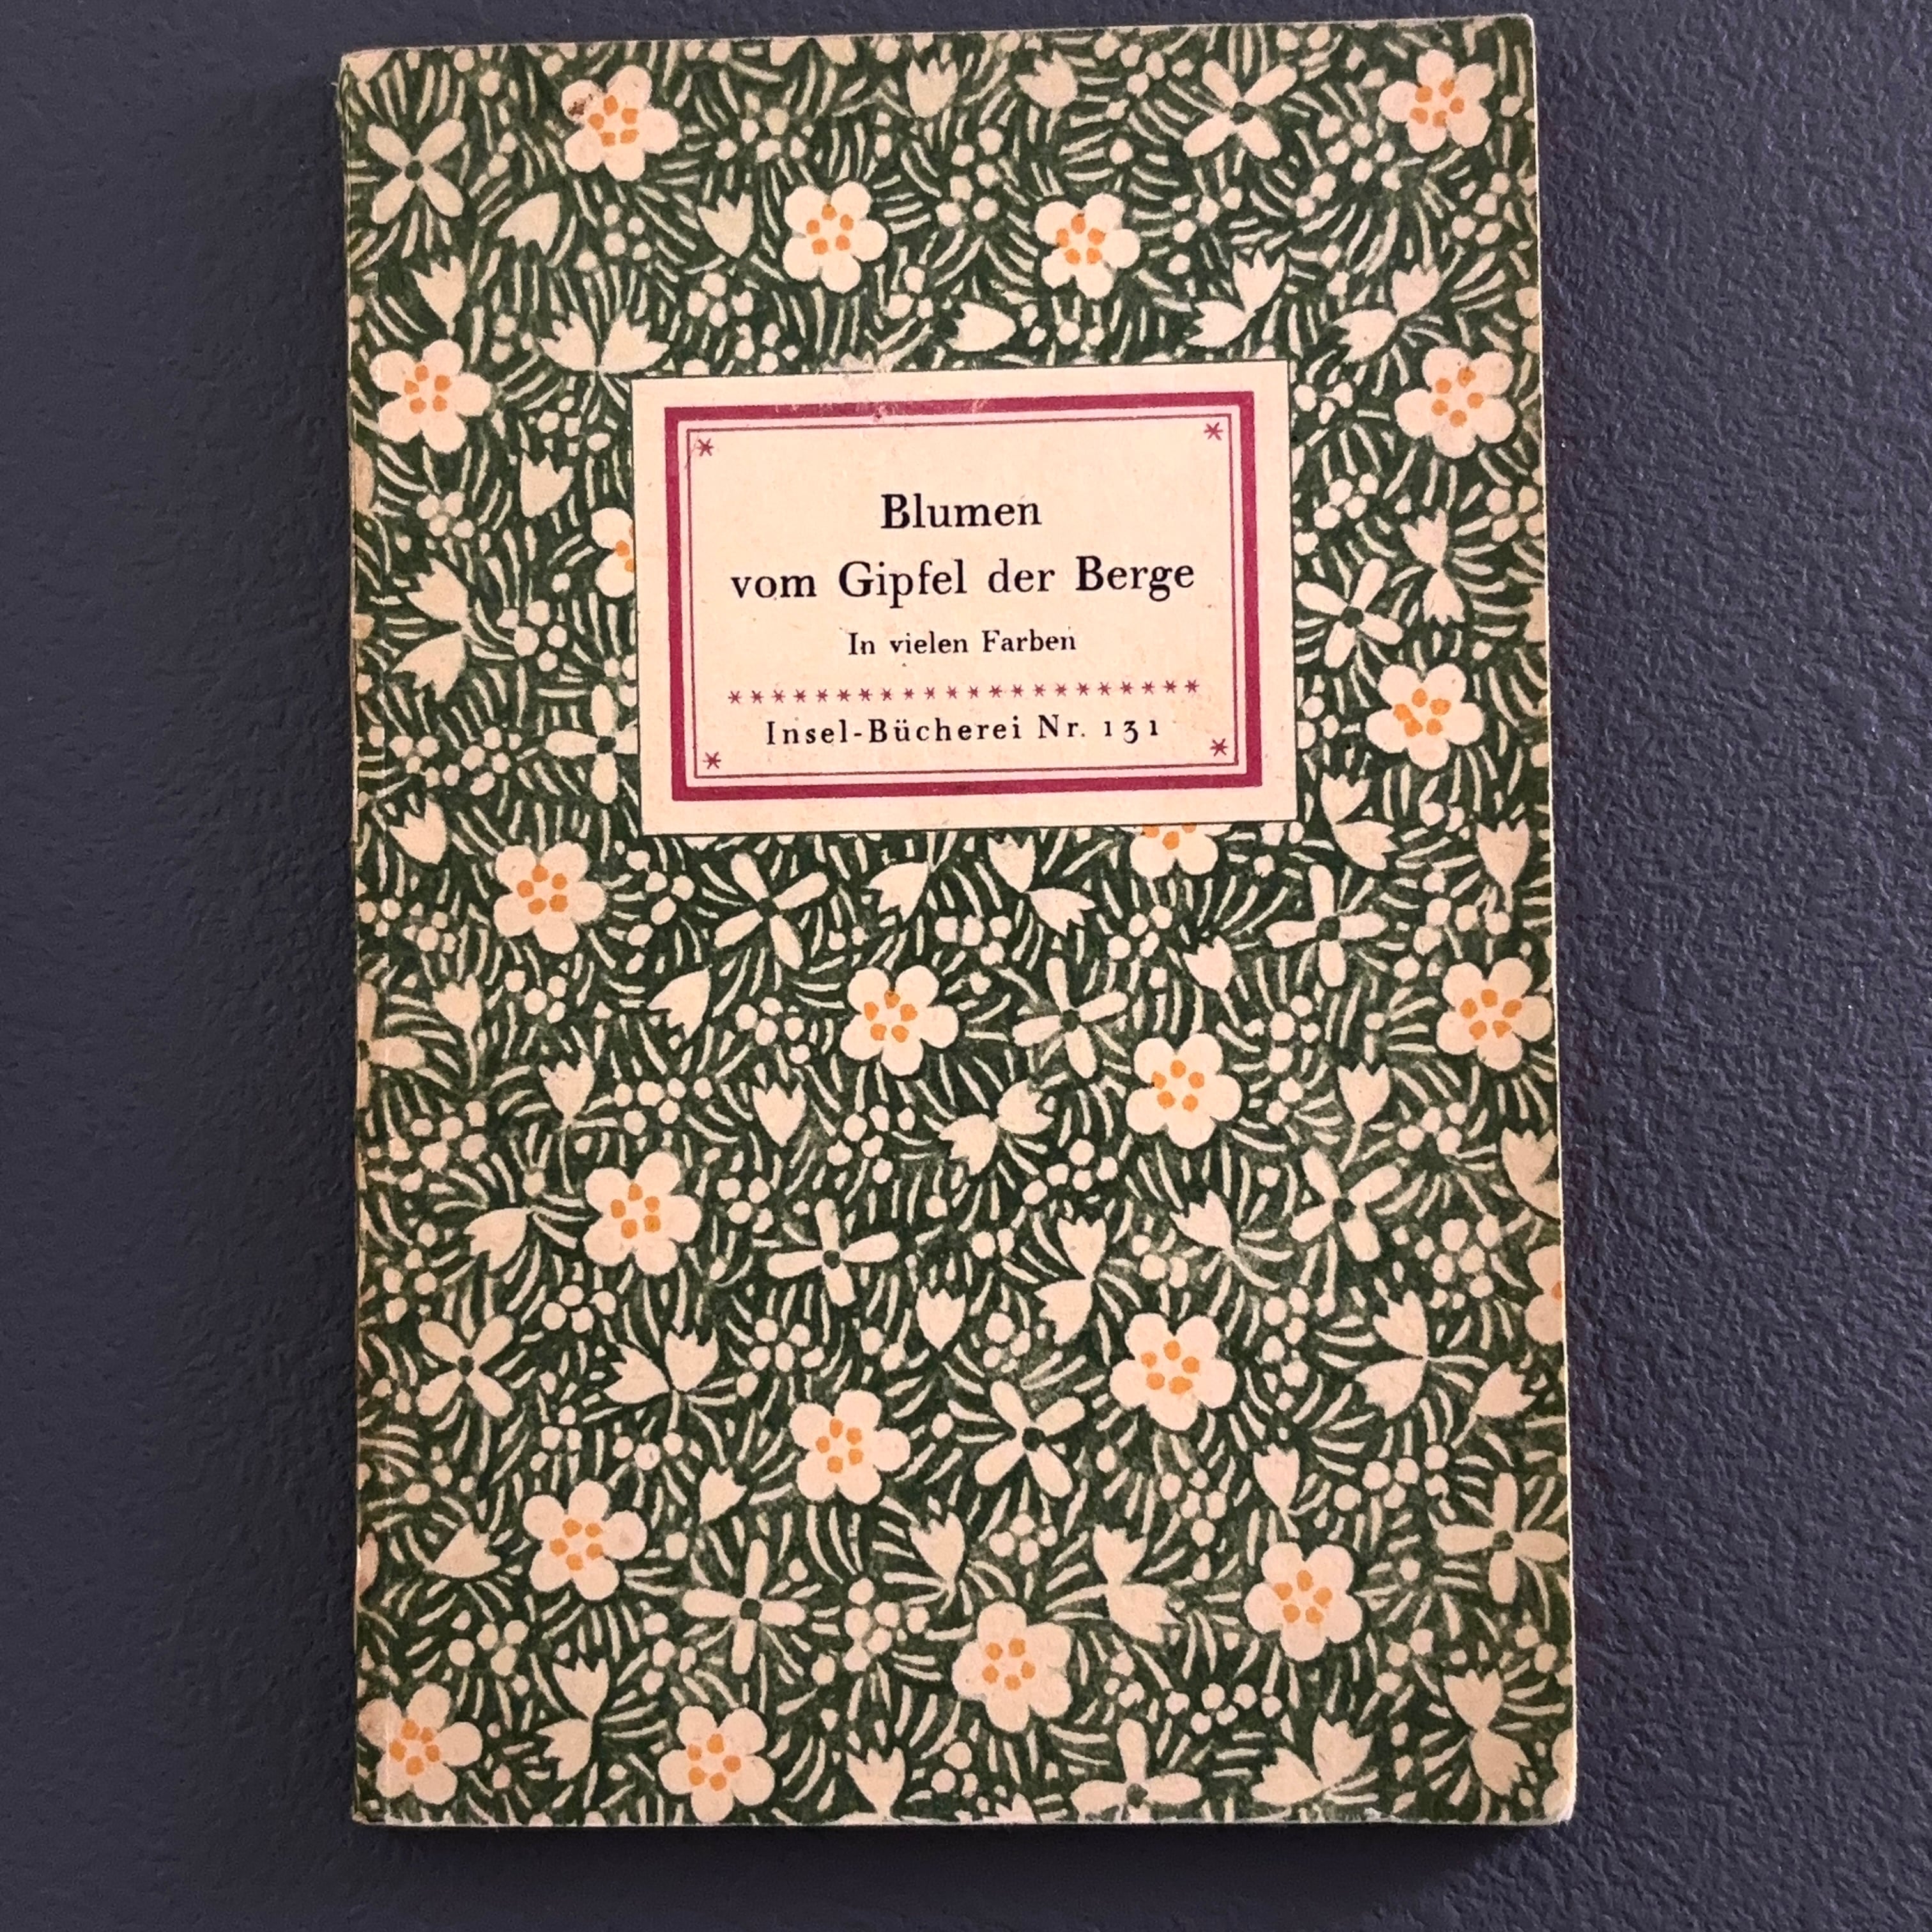 Blumen
vom Gipfel der Berge
In vielen Farben
Insel-Bücherei Nr. 131